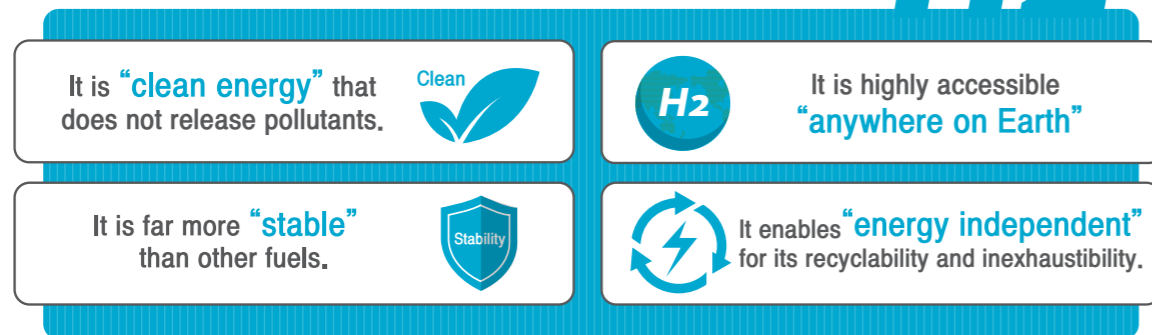 It is “clean energy” that
does not release pollutants.
Clean
H2
It is highly accessible
“anywhere on Earth”
It is far more “stable”
than other fuels.
Stability
It enables “energy independent”
for its recyclability and inexhaustibility.